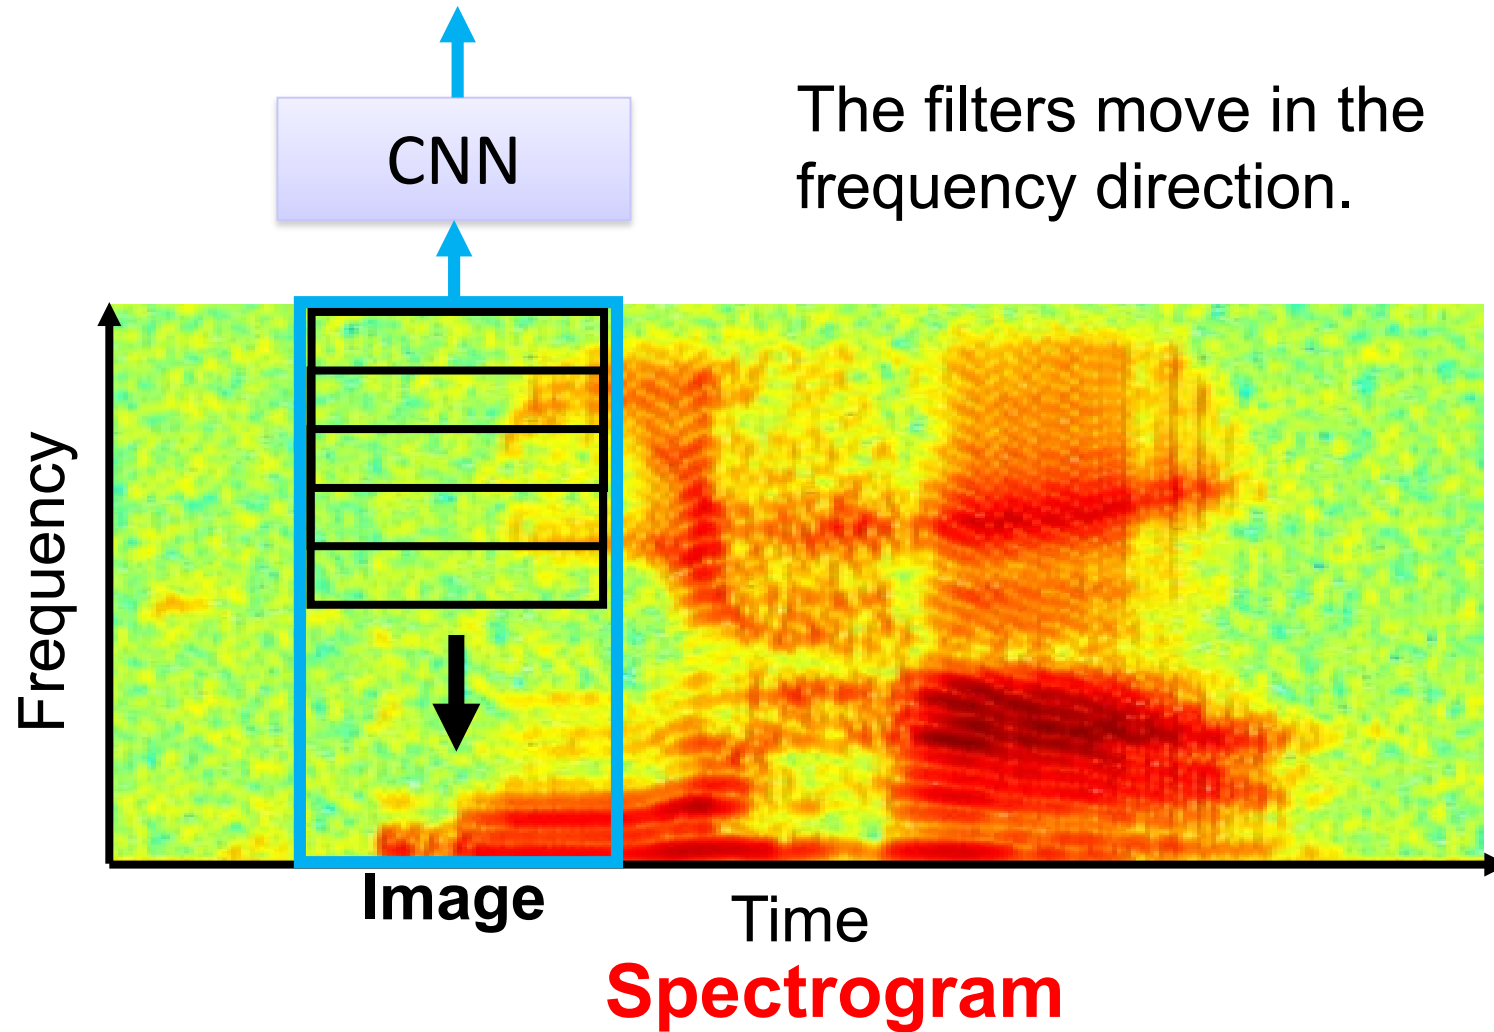 CNN
The filters move in the
frequency direction.
Frequency
Image
Time
Spectrogram